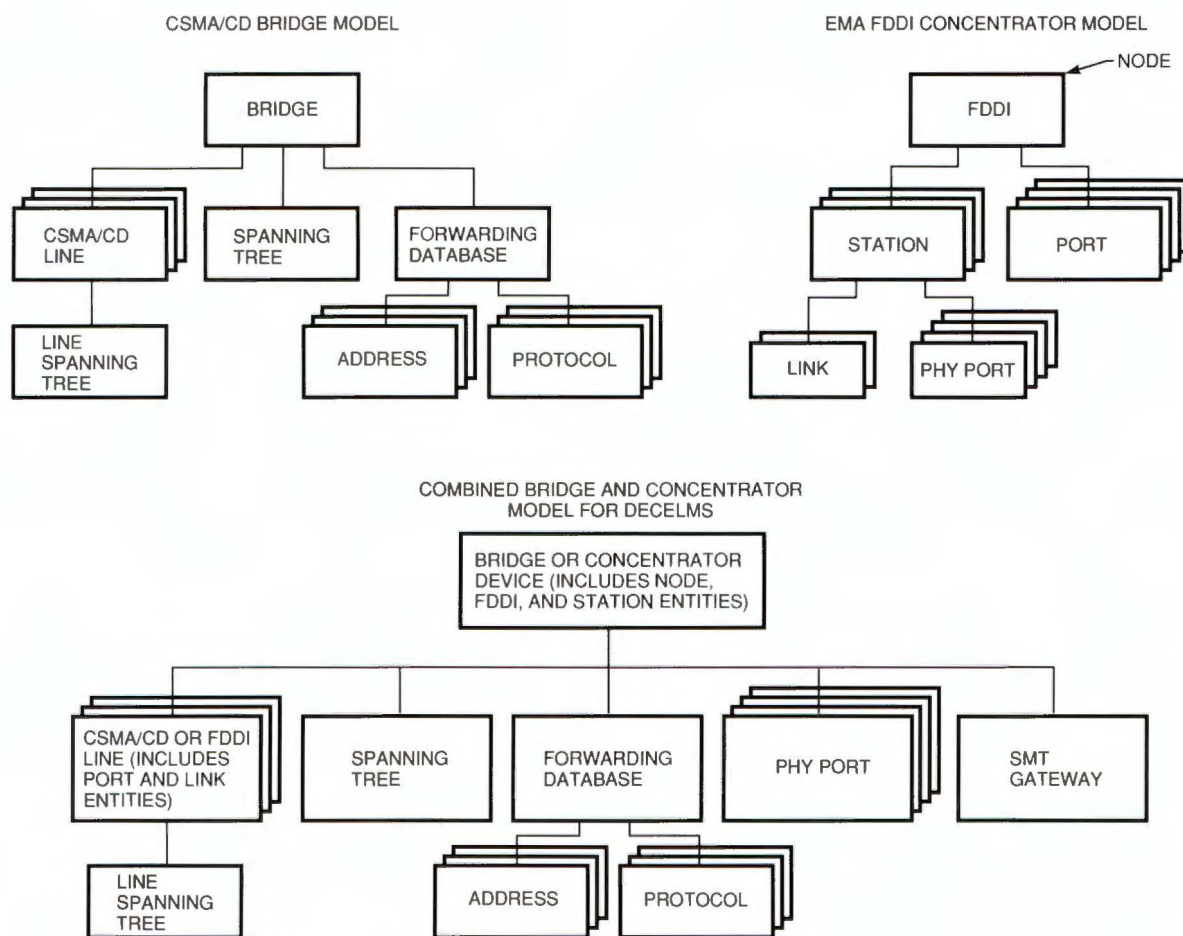 CSMA/CD BRIDGE MODEL
BRIDGE
CSMA/CD
LINE
SPANNING
TREE
FORWARDING
DATABASE
LINE
SPANNING
TREE
ADDRESS
PROTOCOL
EMA FDDI CONCENTRATOR MODEL
NODE
FDDI
STATION
PORT
LINK
PHY PORT
COMBINED BRIDGE AND CONCENTRATOR
MODEL FOR DECELMS
BRIDGE OR CONCENTRATOR
DEVICE (INCLUDES NODE,
FDDI, AND STATION ENTITIES)
CSMA/CD OR FDDI
LINE (INCLUDES
PORT AND LINK
ENTITIES)
SPANNING
TREE
FORWARDING
DATABASE
PHY PORT
SMT
GATEWAY
LINE
SPANNING
TREE
ADDRESS
PROTOCOL